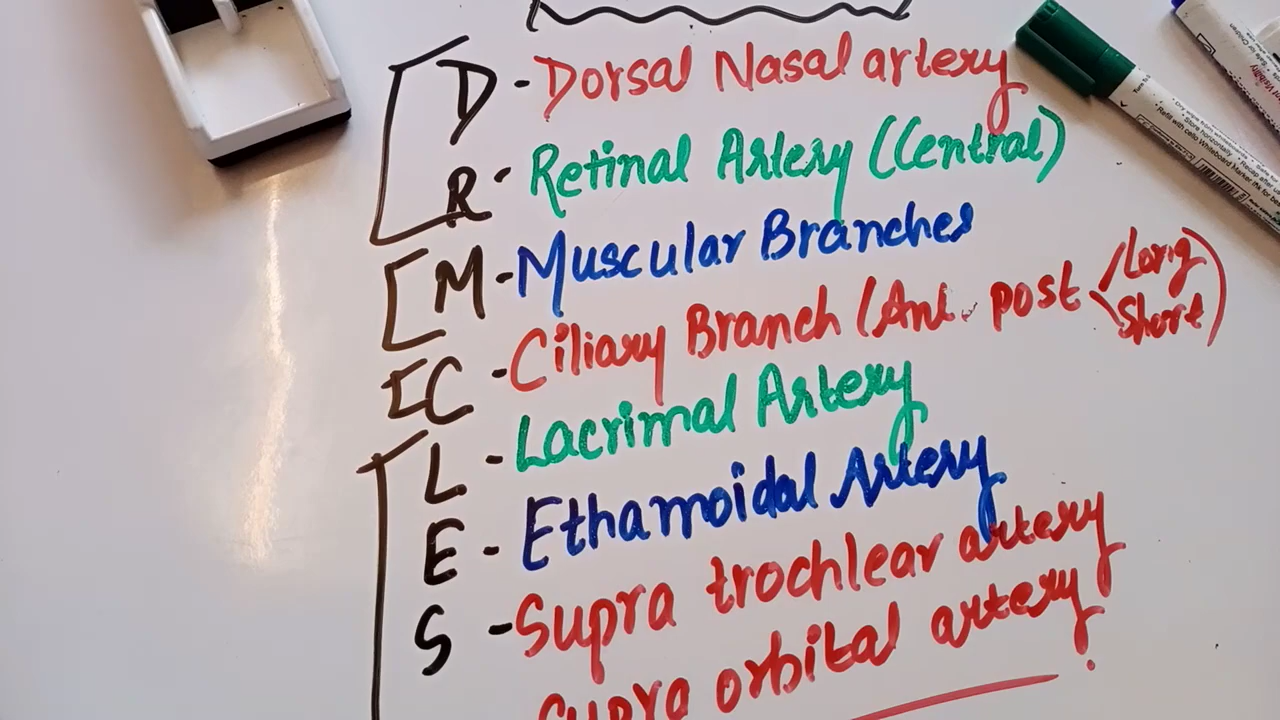 D - Dorsal Nasal artery
R - Retinal Artery (Central)
M - Muscular Branches
C - Ciliary Branch (Ant. post Long Short)
L - Lacrimal Artery
E - Ethamoidal Artery
S - Supra trochlear artery
Supra orbital artery